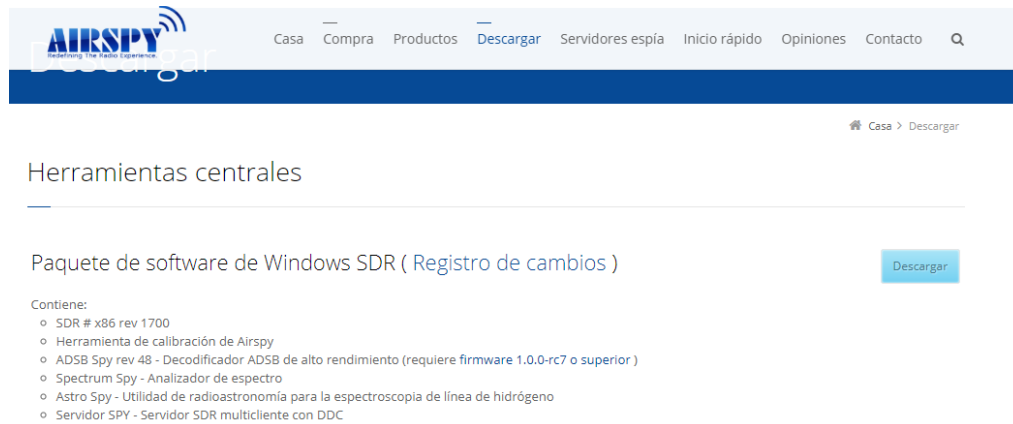 AIRSPY
Redefining The Radio Experience.
Casa Compra Productos Descargar Servidores espía Inicio rápido Opiniones Contacto
Descargar
Casa > Descargar
Herramientas centrales
Paquete de software de Windows SDR ( Registro de cambios )
Descargar
Contiene:
SDR # x86 rev 1700
Herramienta de calibración de Airspy
ADSB Spy rev 48 - Decodificador ADSB de alto rendimiento (requiere firmware 1.0.0-rc7 o superior )
Spectrum Spy - Analizador de espectro
Astro Spy - Utilidad de radioastronomía para la espectroscopia de línea de hidrógeno
Servidor SPY - Servidor SDR multicliente con DDC